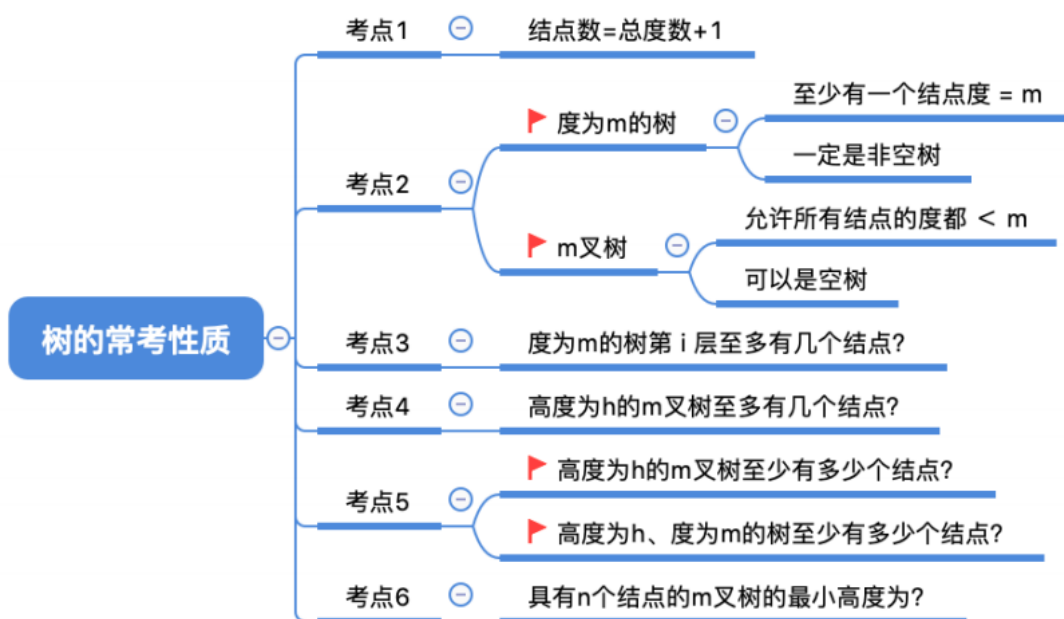 考点1
结点数=总度数+1
至少有一个结点度 = m
度为m的树
一定是非空树
考点2
允许所有结点的度都 < m
m叉树
可以是空树
树的常考性质
考点3
度为m的树第 i 层至多有几个结点?
考点4
高度为h的m叉树至多有几个结点?
高度为h的m叉树至少有多少个结点?
考点5
高度为h、度为m的树至少有多少个结点?
考点6
具有n个结点的m叉树的最小高度为?